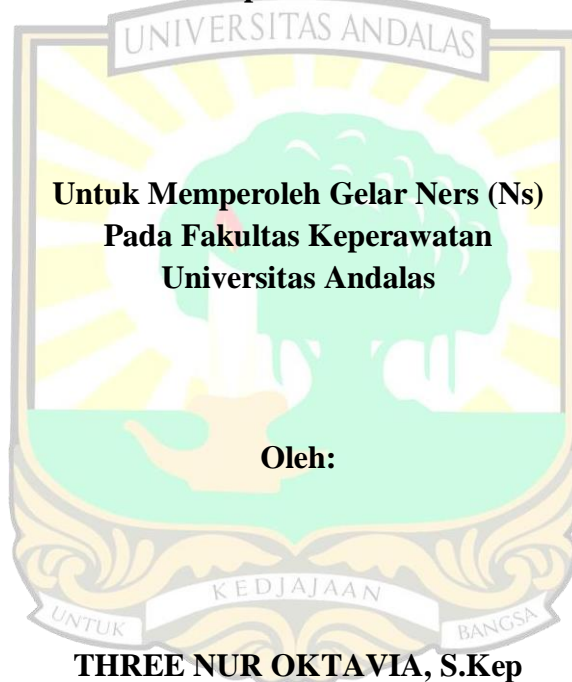 UNIVERSITAS ANDALAS
Untuk Memperoleh Gelar Ners (Ns)
Pada Fakultas Keperawatan
Universitas Andalas
Oleh:
KEDJAJAAN
UNTUK
BANGSA
THREE NUR OKTAVIA, S.Kep